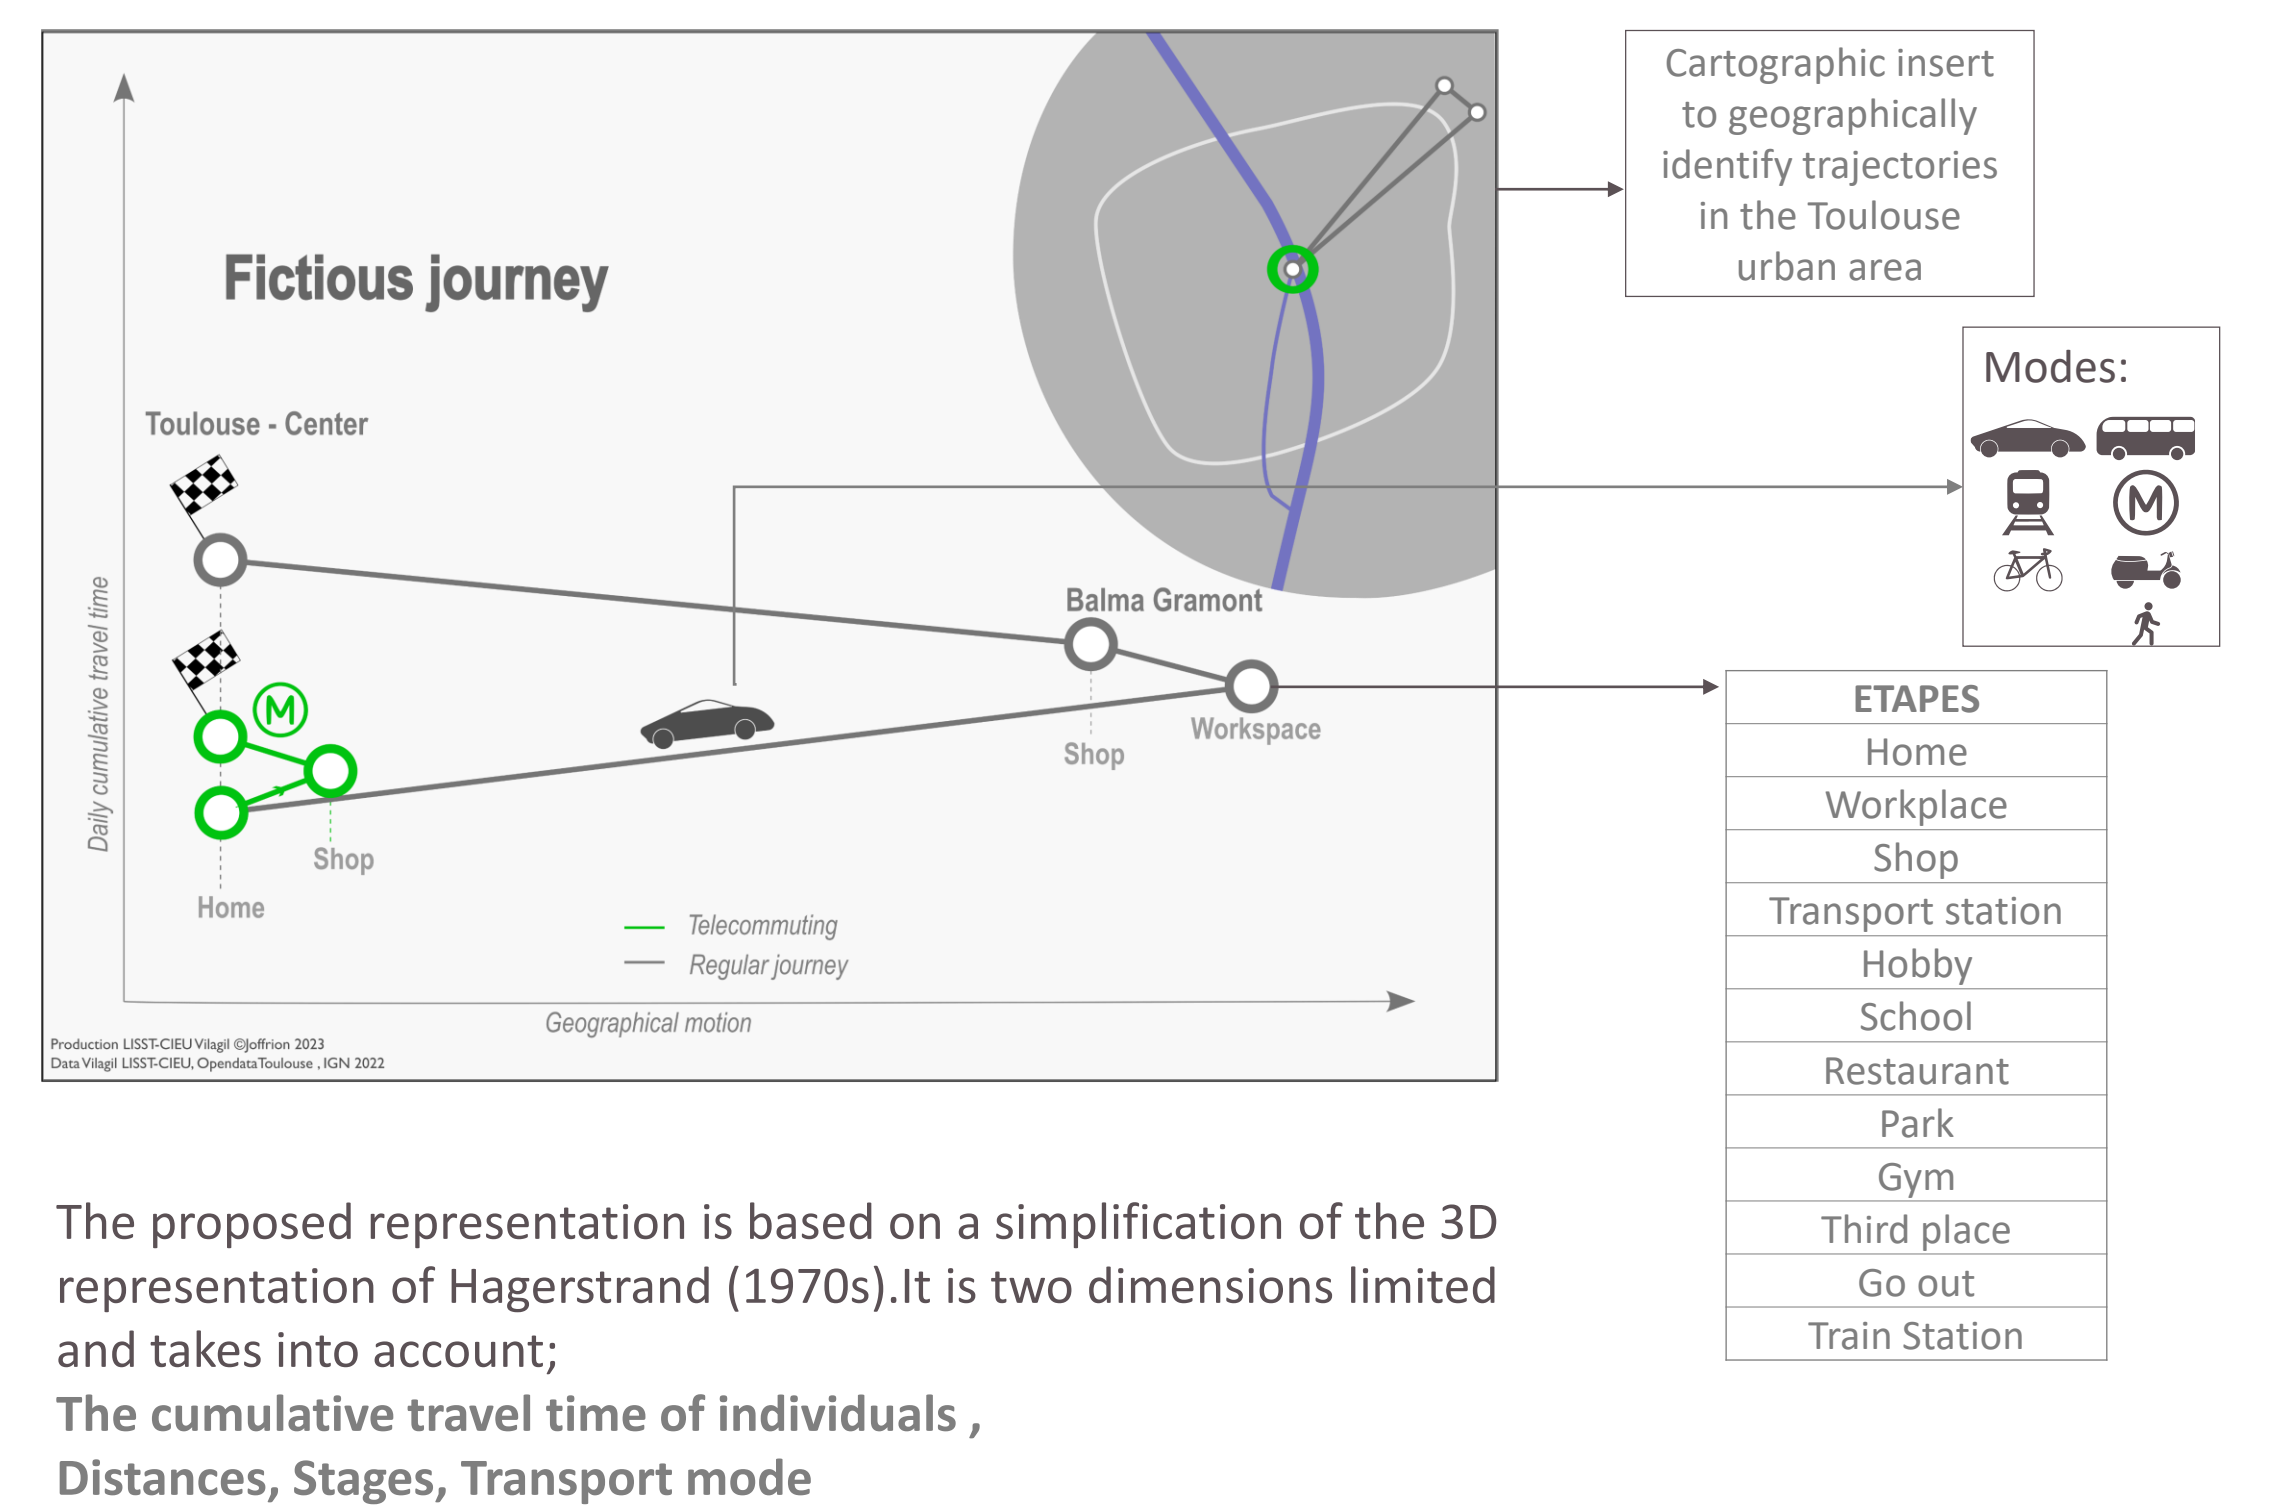 Fictious journey
Toulouse - Center
Daily cumulative travel time
M
Balma Gramont
Workspace
Shop
Shop
Home
Telecommuting
Regular journey
Geographical motion
Production LISST-CIEU Vilagil ©Joffrion 2023
Data Vilagil LISST-CIEU, OpendataToulouse , IGN 2022
Cartographic insert
to geographically
identify trajectories
in the Toulouse
urban area
Modes:
M
ETAPES
Home
Workplace
Shop
Transport station
Hobby
School
Restaurant
Park
Gym
Third place
Go out
Train Station
The proposed representation is based on a simplification of the 3D
representation of Hagerstrand (1970s).It is two dimensions limited
and takes into account;
The cumulative travel time of individuals ,
Distances, Stages, Transport mode